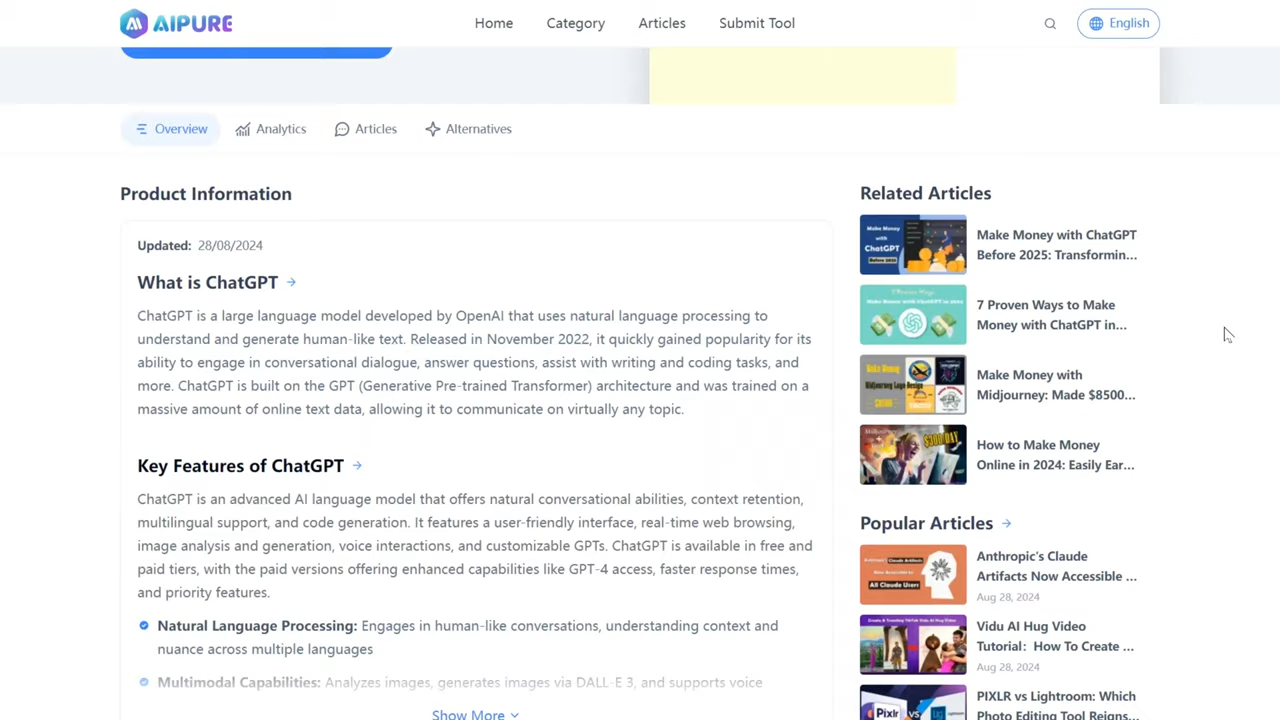 AIPURE
Home
Category
Articles
Submit Tool
English
Overview
Analytics
Articles
Alternatives
Product Information
Updated: 28/08/2024
What is ChatGPT
ChatGPT is a large language model developed by OpenAI that uses natural language processing to
understand and generate human-like text. Released in November 2022, it quickly gained popularity for its
ability to engage in conversational dialogue, answer questions, assist with writing and coding tasks, and
more. ChatGPT is built on the GPT (Generative Pre-trained Transformer) architecture and was trained on a
massive amount of online text data, allowing it to communicate on virtually any topic.
Key Features of ChatGPT
ChatGPT is an advanced AI language model that offers natural conversational abilities, context retention,
multilingual support, and code generation. It features a user-friendly interface, real-time web browsing,
image analysis and generation, voice interactions, and customizable GPTs. ChatGPT is available in free and
paid tiers, with the paid versions offering enhanced capabilities like GPT-4 access, faster response times,
and priority features.
Natural Language Processing: Engages in human-like conversations, understanding context and
nuance across multiple languages
Multimodal Capabilities: Analyzes images, generates images via DALL-E 3, and supports voice
Show More
Related Articles
Make Money
with
ChatGPT
Before 2025
Make Money with ChatGPT
Before 2025: Transformin...
7 Proven Ways to Make
Money with ChatGPT in...
Make Money with
Midjourney: Made $8500...
$300/DAY
How to Make Money
Online in 2024: Easily Ear...
Popular Articles
All Claude Users
Anthropic's Claude
Artifacts Now Accessible ...
Aug 28, 2024
Vidu AI Hug Video
Tutorial：How To Create ...
Aug 28, 2024
Pixlr
VS
PIXLR vs Lightroom: Which
Photo Editing Tool Reigns...